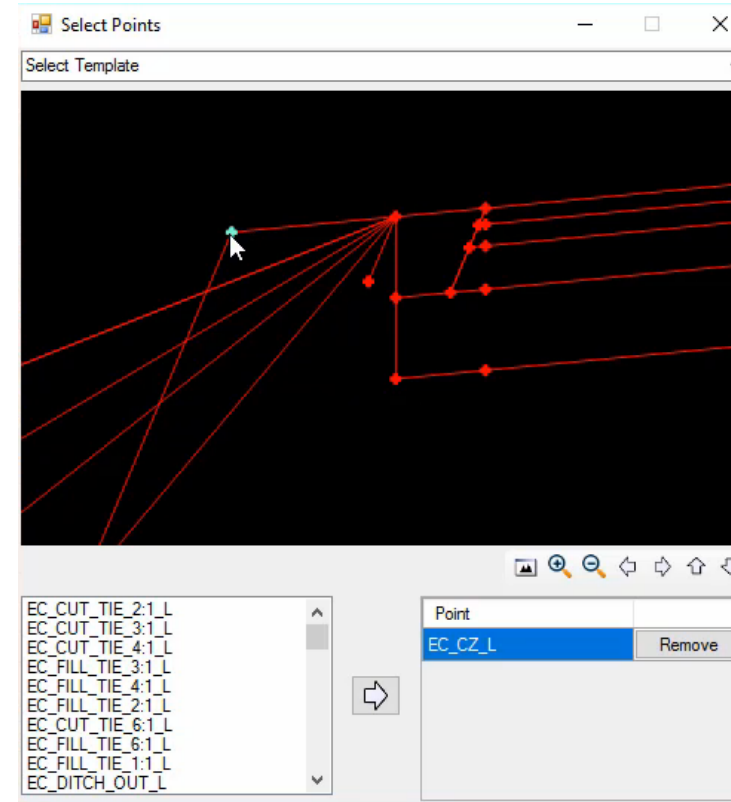 Select Points
Select Template
EC_CUT_TIE_2:1_L
EC_CUT_TIE_3:1_L
EC_CUT_TIE_4:1_L
EC_FILL_TIE_3:1_L
EC_FILL_TIE_4:1_L
EC_FILL_TIE_2:1_L
EC_CUT_TIE_6:1_L
EC_FILL_TIE_6:1_L
EC_FILL_TIE_1:1_L
EC_DITCH_OUT_L
Point
EC_CZ_L Remove